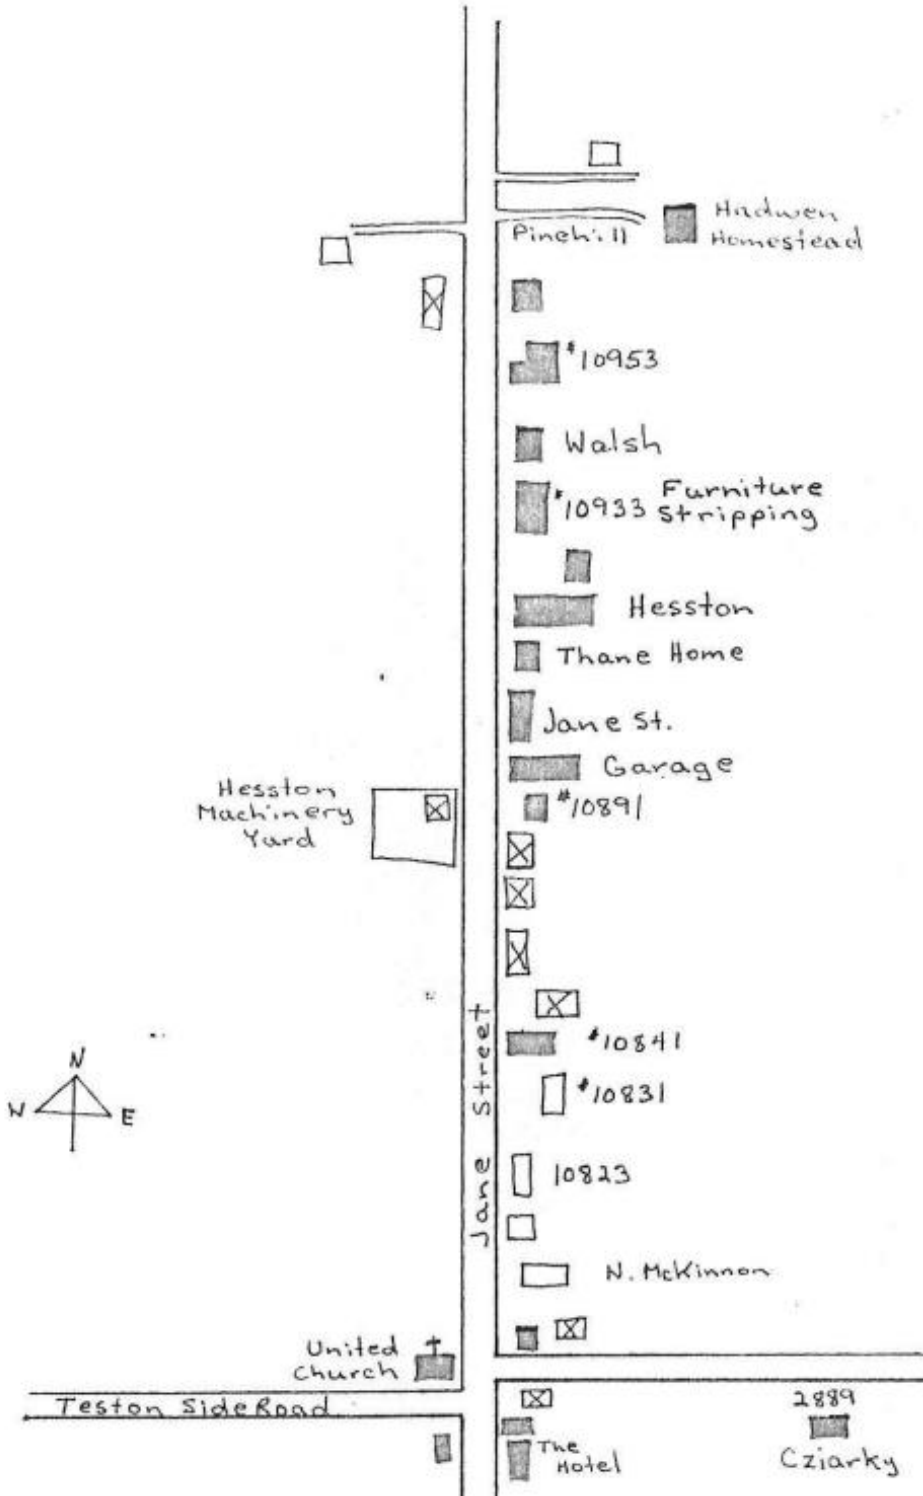 Hadwen
Homestead
Pinehill
#10953
Walsh
#10933 Furniture
Stripping
Hesston
Thane Home
Jane St.
Garage
Hesston
Machinery
Yard
#10891
#10841
#10831
Jane Street
N
W E
10823
N. McKinnon
United
Church
Teston SideRoad
The
Hotel
2889
Cziarky